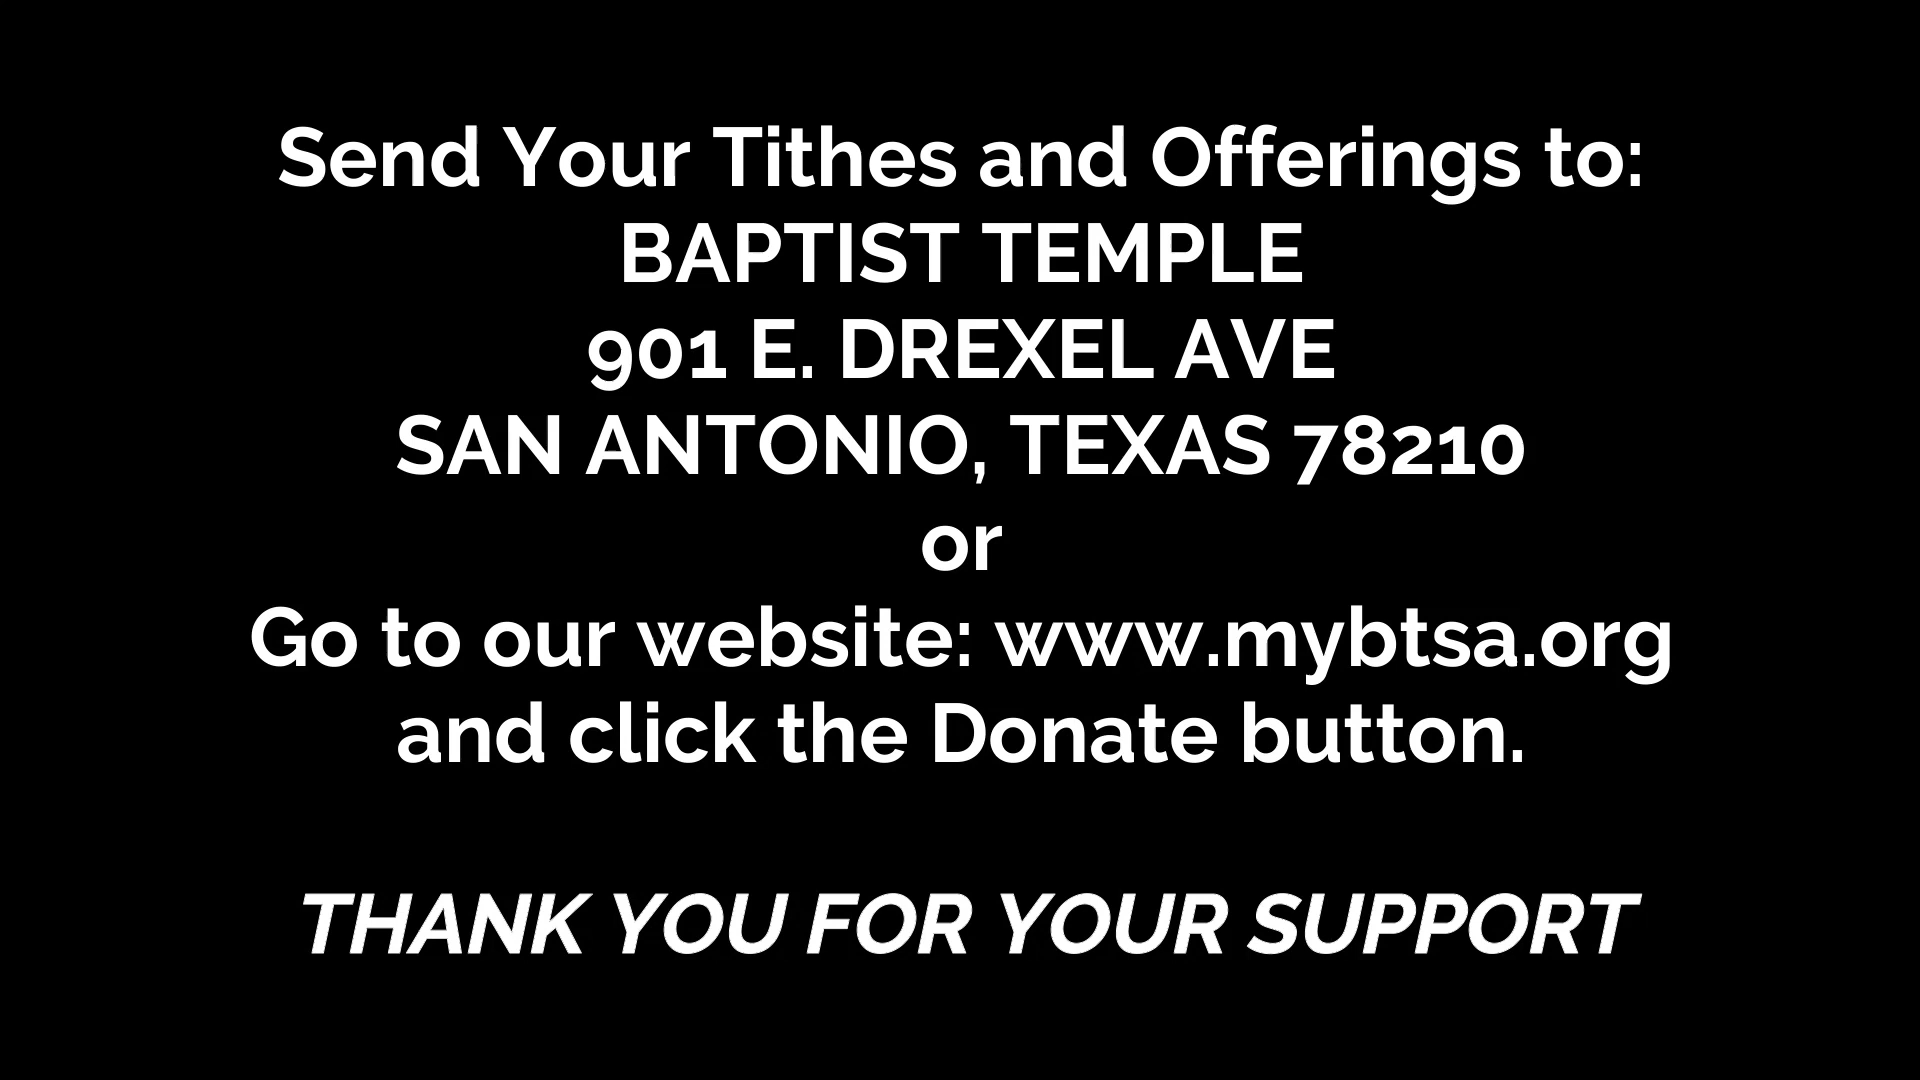 Send Your Tithes and Offerings to:
BAPTIST TEMPLE
901 E. DREXEL AVE
SAN ANTONIO, TEXAS 78210
or
Go to our website: www.mybtsa.org
and click the Donate button.
THANK YOU FOR YOUR SUPPORT